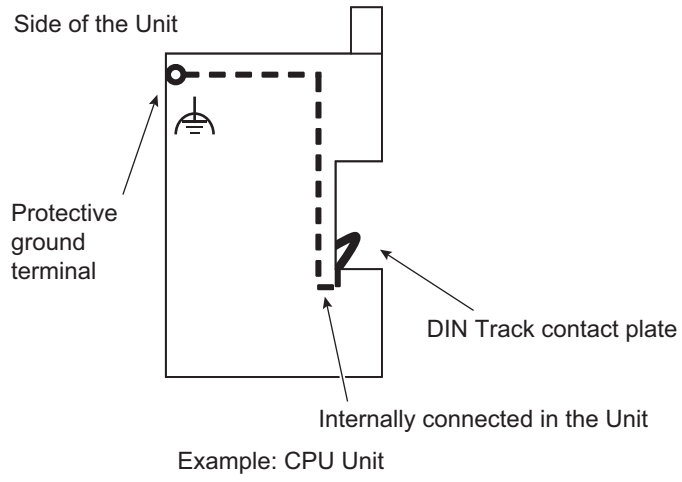 Side of the Unit
Protective
ground
terminal
DIN Track contact plate
Internally connected in the Unit
Example: CPU Unit